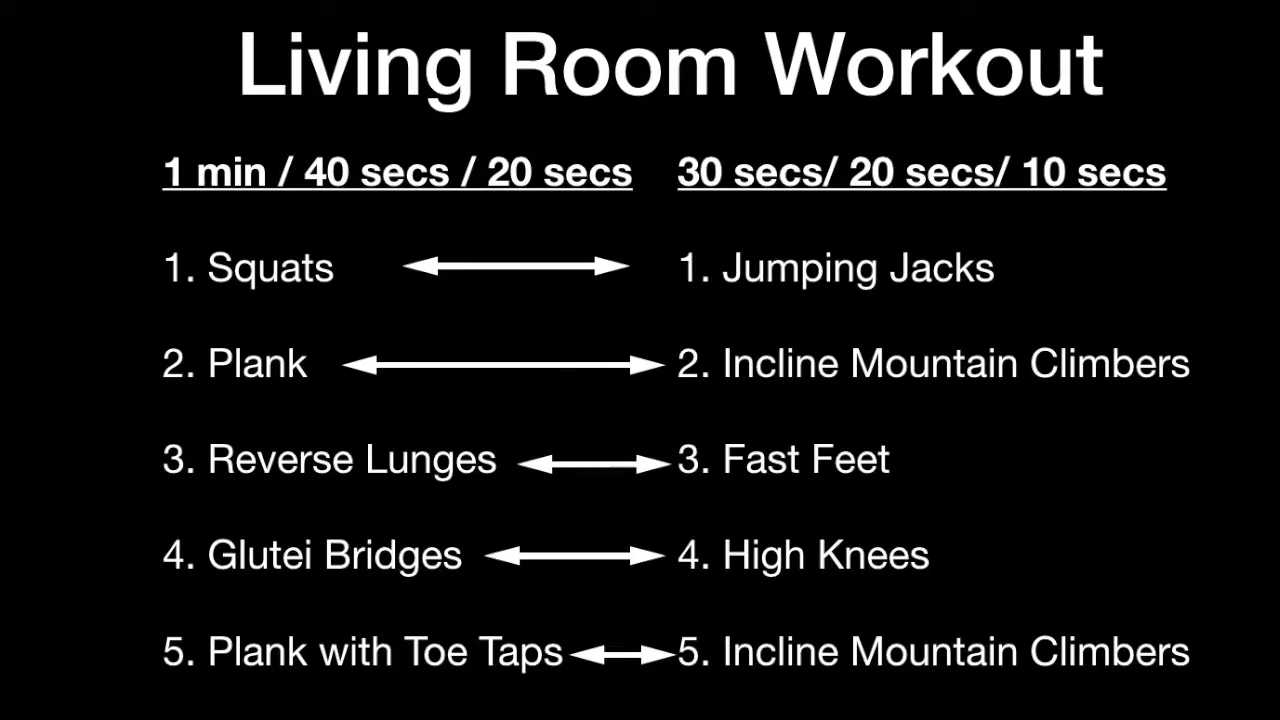 Living Room Workout
1 min / 40 secs / 20 secs
30 secs/ 20 secs/ 10 secs
1. Squats
1. Jumping Jacks
2. Plank
2. Incline Mountain Climbers
3. Reverse Lunges
3. Fast Feet
4. Glutei Bridges
4. High Knees
5. Plank with Toe Taps
5. Incline Mountain Climbers